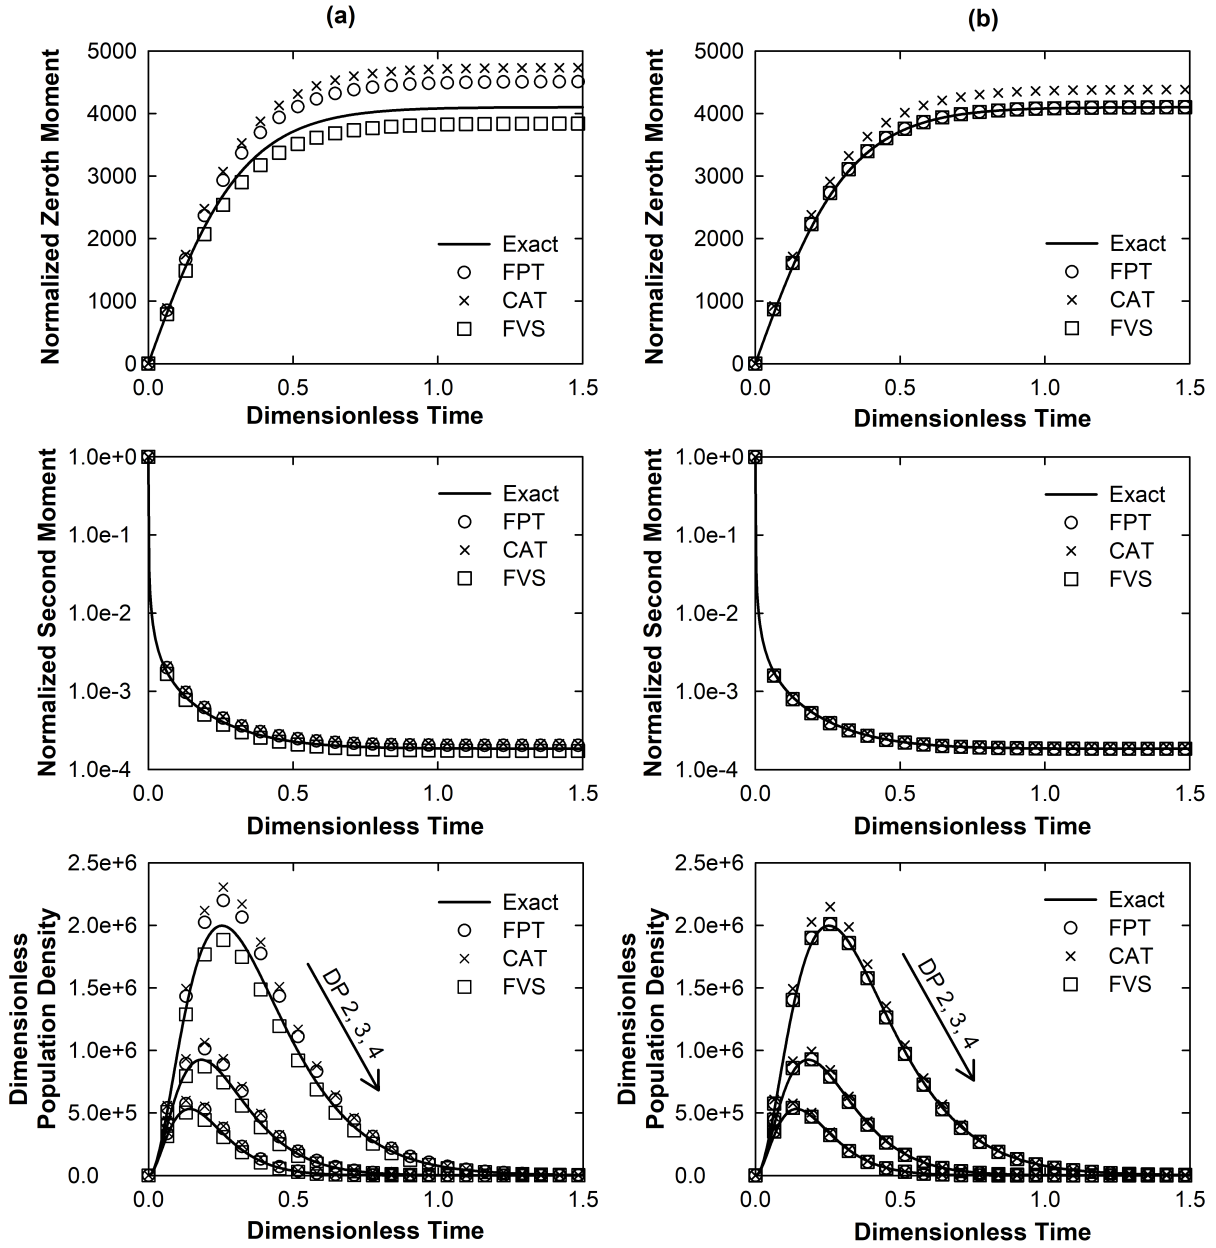 (a)
Normalized Zeroth Moment
5000
4000
3000
2000
1000
0
Exact
FPT
CAT
FVS
0.0 0.5 1.0 1.5
Dimensionless Time
(b)
Normalized Zeroth Moment
5000
4000
3000
2000
1000
0
Exact
FPT
CAT
FVS
0.0 0.5 1.0 1.5
Dimensionless Time
Normalized Second Moment
1.0e+0
1.0e-1
1.0e-2
1.0e-3
1.0e-4
Exact
FPT
CAT
FVS
0.0 0.5 1.0 1.5
Dimensionless Time
Normalized Second Moment
1.0e+0
1.0e-1
1.0e-2
1.0e-3
1.0e-4
Exact
FPT
CAT
FVS
0.0 0.5 1.0 1.5
Dimensionless Time
Dimensionless
Population Density
2.5e+6
2.0e+6
1.5e+6
1.0e+6
5.0e+5
0.0
Exact
FPT
CAT
FVS
DP 2, 3, 4
0.0 0.5 1.0 1.5
Dimensionless Time
Dimensionless
Population Density
2.5e+6
2.0e+6
1.5e+6
1.0e+6
5.0e+5
0.0
Exact
FPT
CAT
FVS
DP 2, 3, 4
0.0 0.5 1.0 1.5
Dimensionless Time